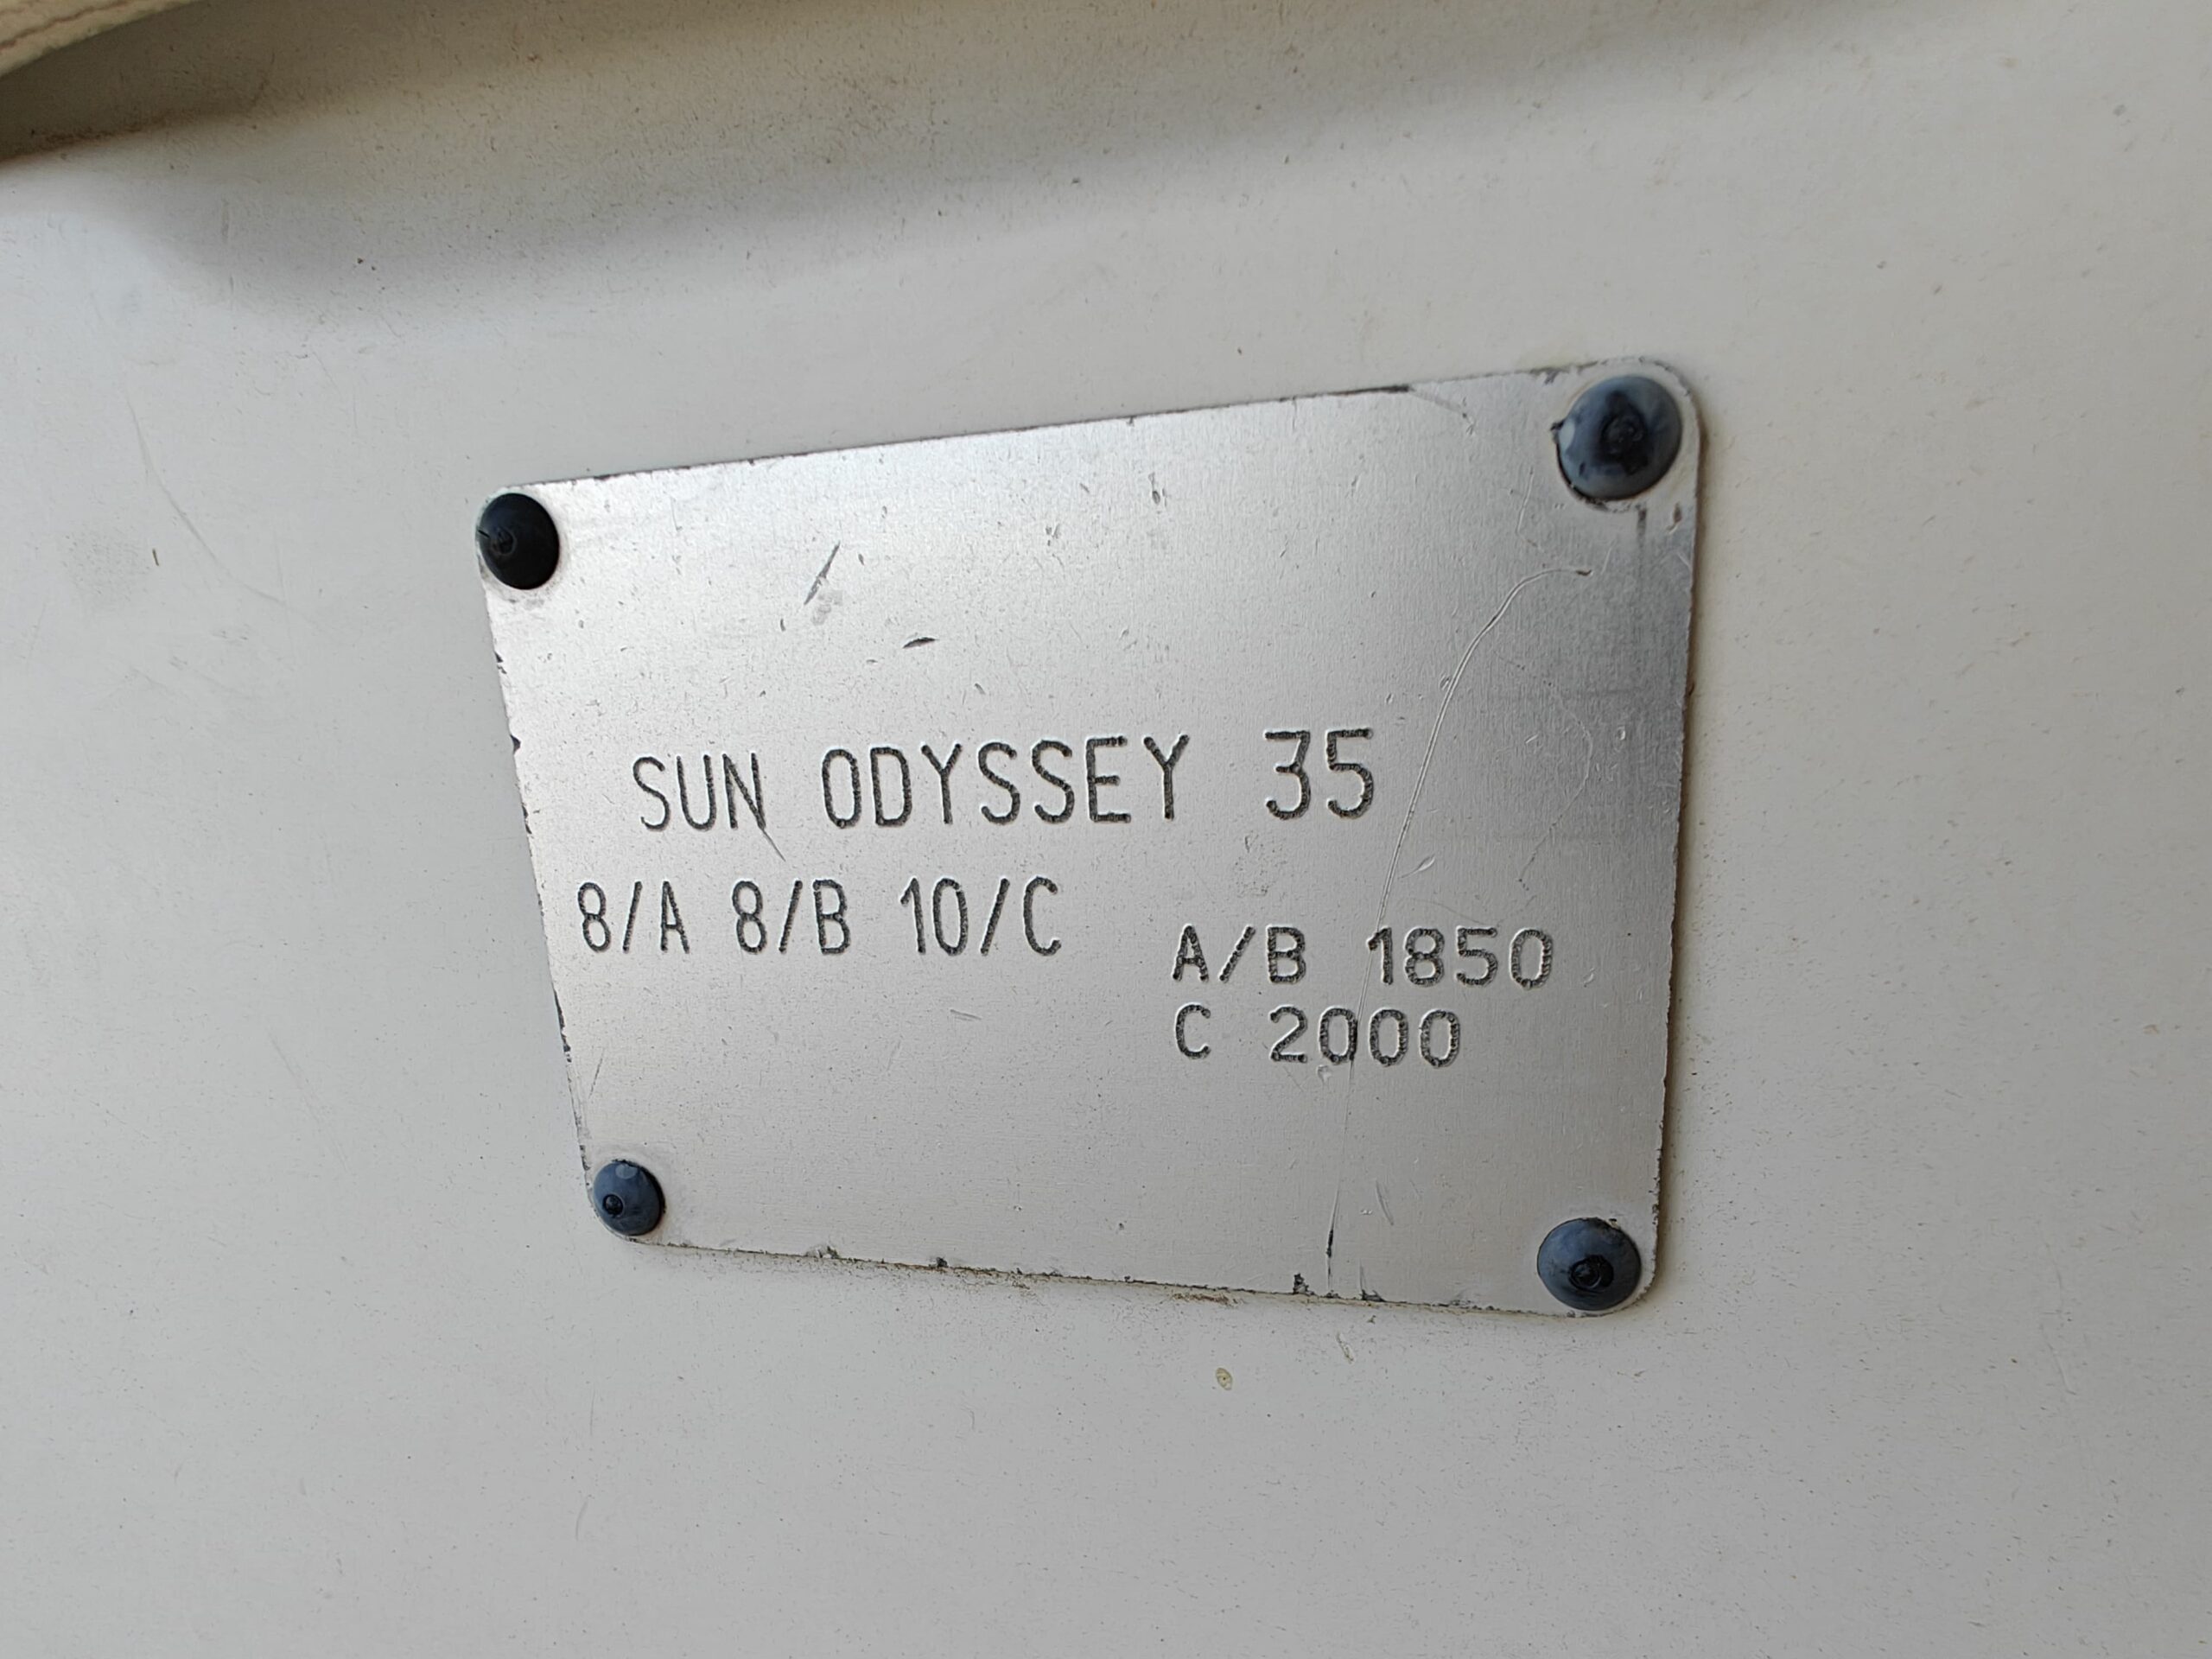 SUN ODYSSEY 35
8/A 8/B 10/C
A/B 1850
C 2000